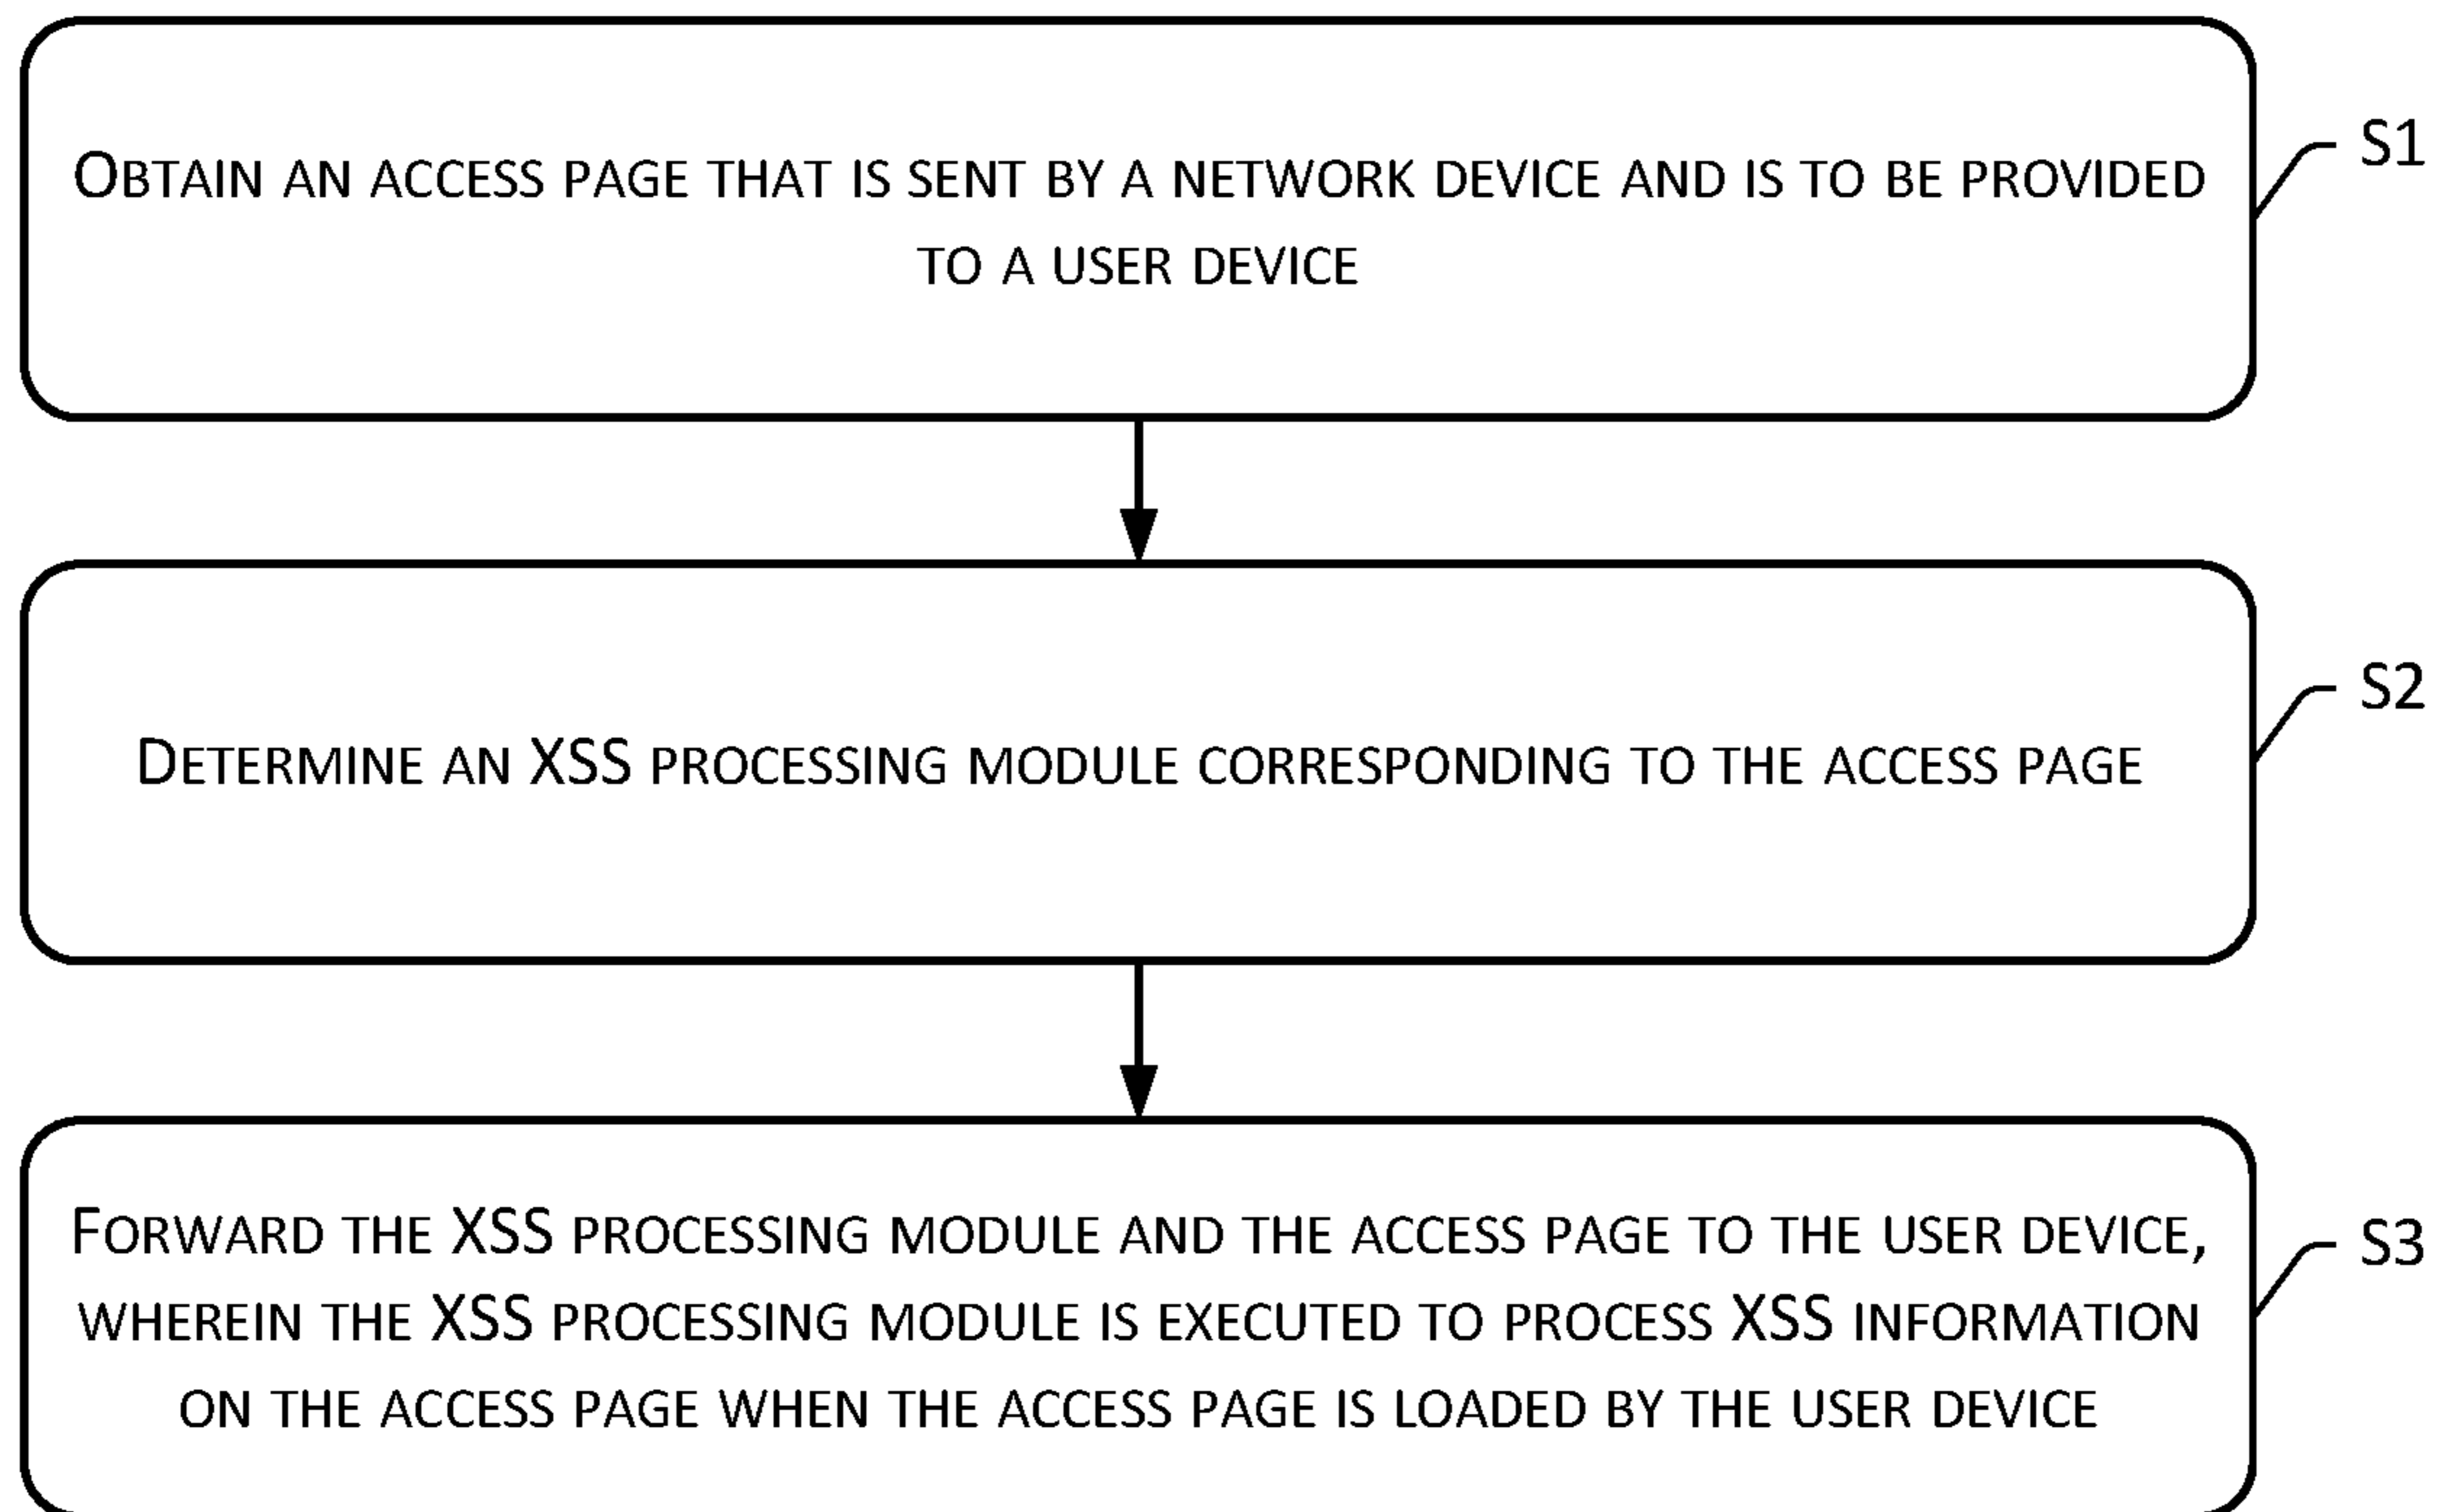 OBTAIN AN ACCESS PAGE THAT IS SENT BY A NETWORK DEVICE AND IS TO BE PROVIDED
TO A USER DEVICE
S1
DETERMINE AN XSS PROCESSING MODULE CORRESPONDING TO THE ACCESS PAGE
S2
FORWARD THE XSS PROCESSING MODULE AND THE ACCESS PAGE TO THE USER DEVICE,
WHEREIN THE XSS PROCESSING MODULE IS EXECUTED TO PROCESS XSS INFORMATION
ON THE ACCESS PAGE WHEN THE ACCESS PAGE IS LOADED BY THE USER DEVICE
S3